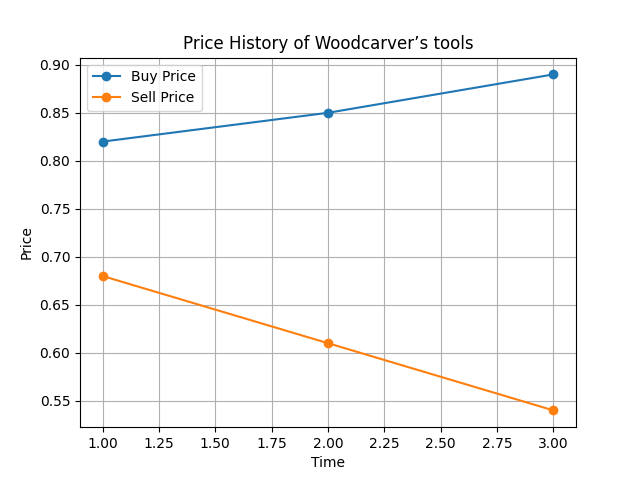 Price History of Woodcarver’s tools
Buy Price
Sell Price
0.90
0.85
0.80
0.75
0.70
0.65
0.60
0.55
Price
1.00 1.25 1.50 1.75 2.00 2.25 2.50 2.75 3.00
Time